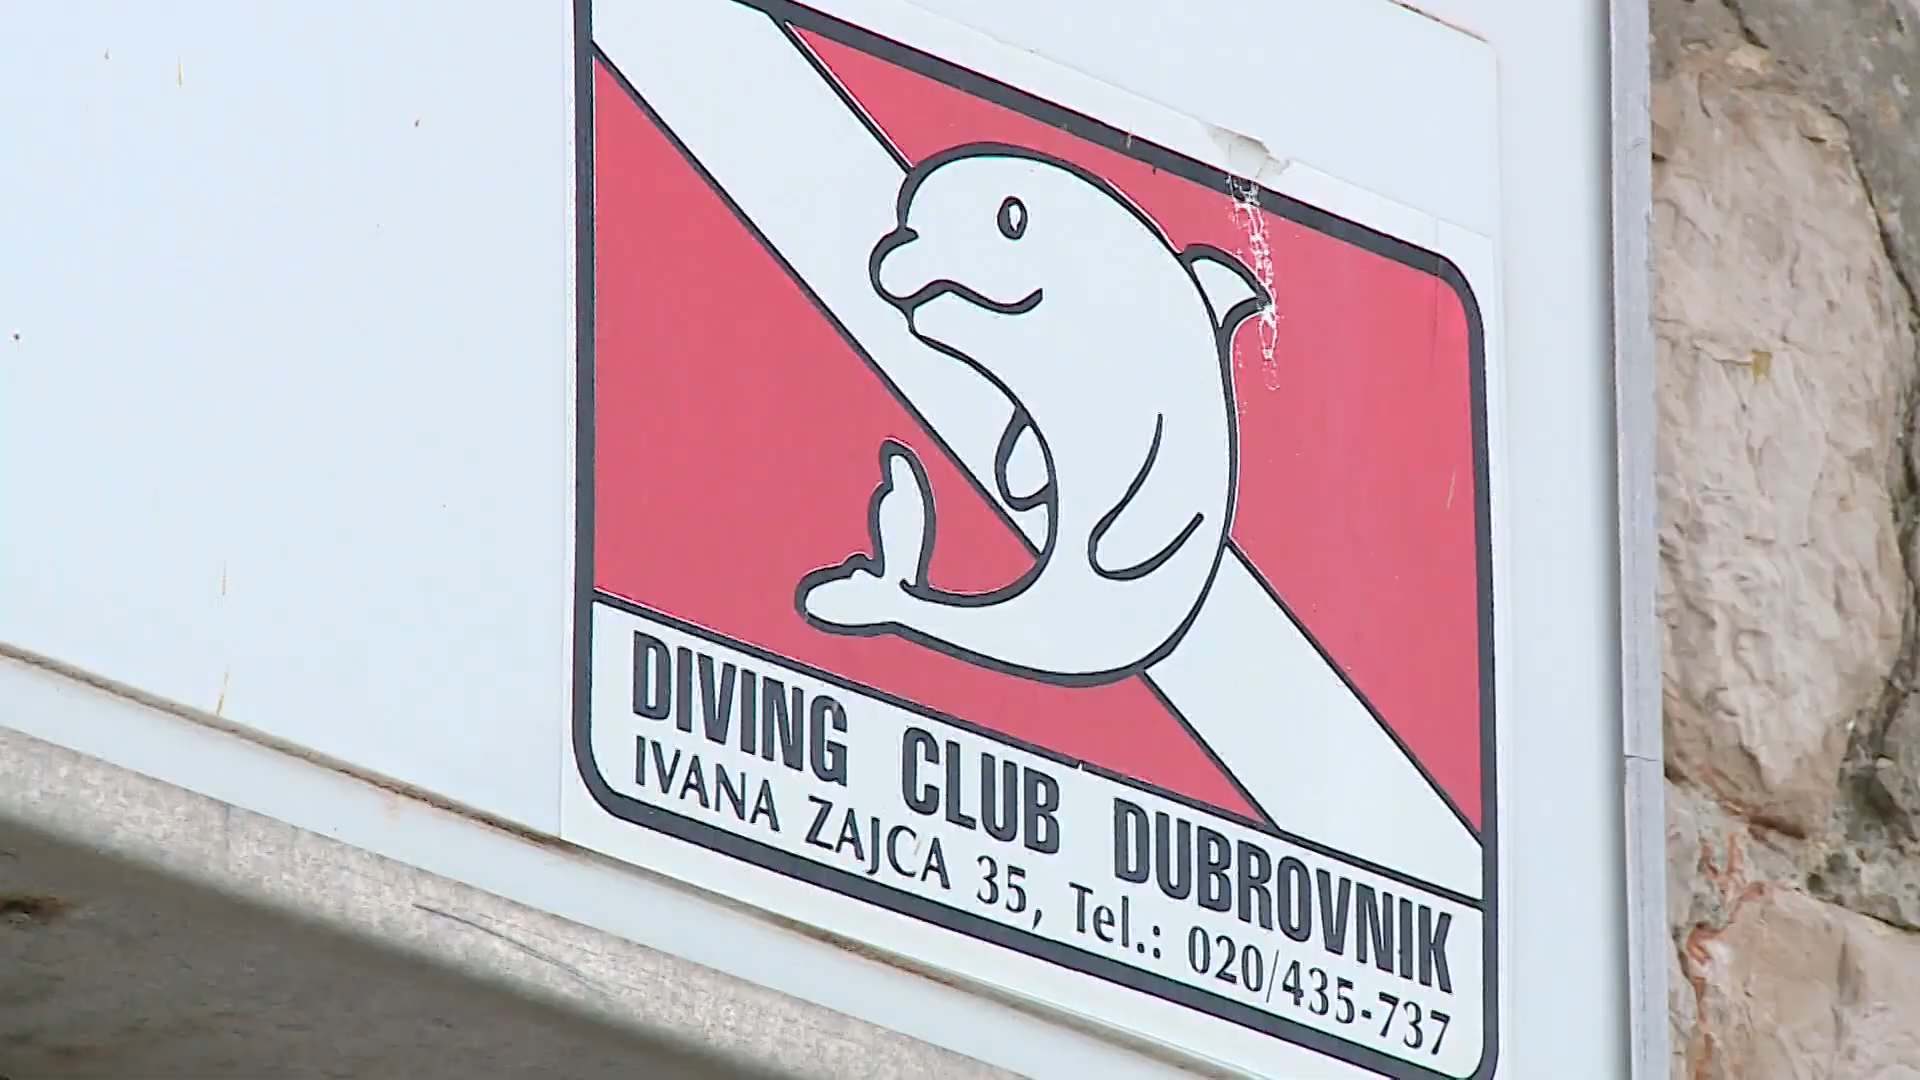 DIVING CLUB DUBROVNIK
IVANA ZAJCA 35, Tel.: 020/435-737